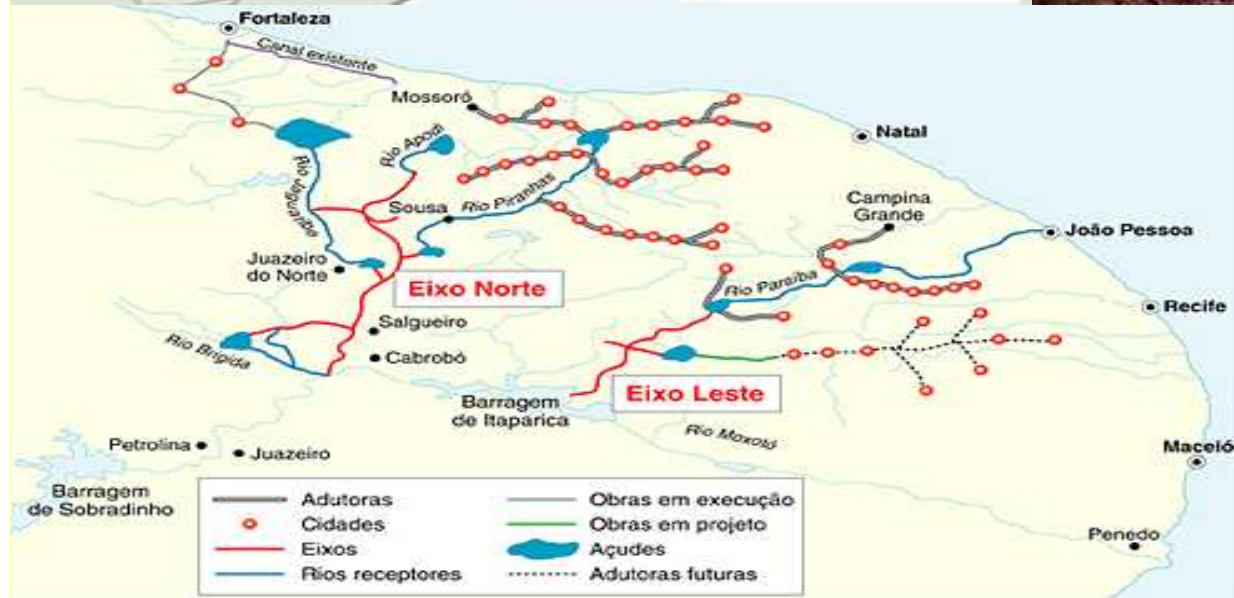 Fortaleza
Canal existente
Mossoró
Natal
Rio Apodi
Rio Jaguaribe
Sousa
Rio Piranhas
Campina
Grande
João Pessoa
Juazeiro
do Norte
Eixo Norte
Rio Paraíba
Recife
Salgueiro
Rio Brigida
Cabrobó
Eixo Leste
Barragem
de Itaparica
Rio Moxotó
Petrolina
Juazeiro
Maceió
Barragem
de Sobradinho
Penedo
Adutoras
Cidades
Eixos
Rios receptores
Obras em execução
Obras em projeto
Açudes
Adutoras futuras